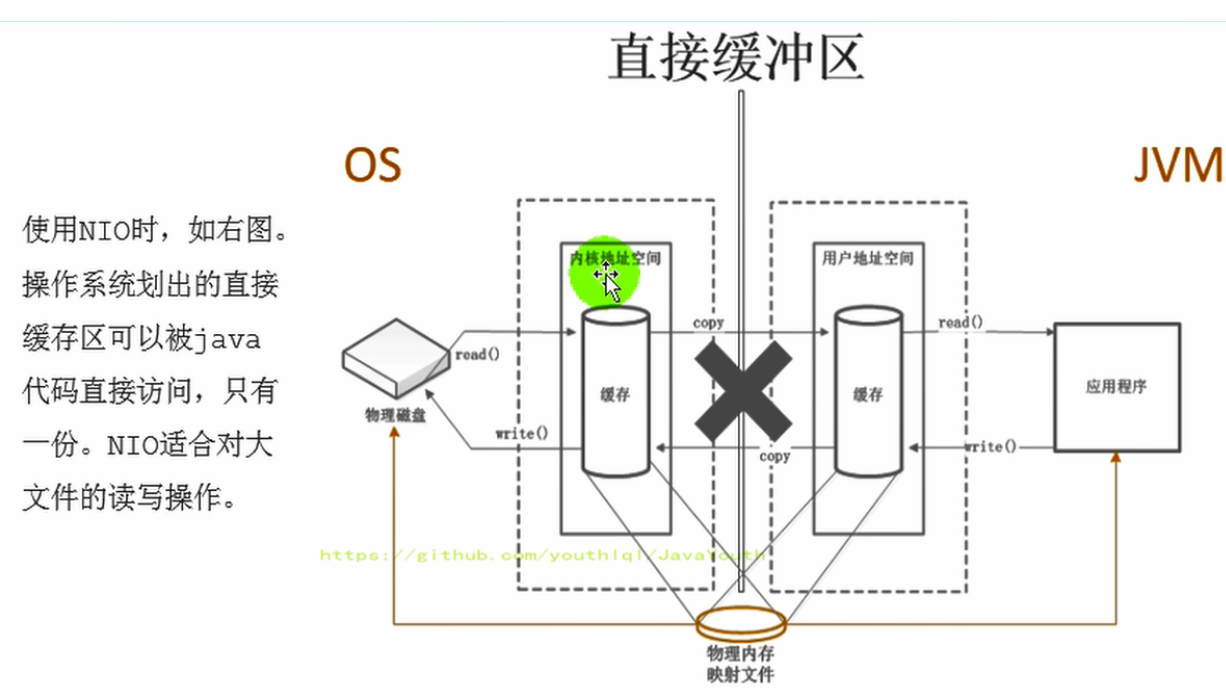 直接缓冲区
OS
JVM
使用NIO时，如右图。
操作系统划出的直接
缓存区可以被java
代码直接访问，只有
一份。NIO适合对大
文件的读写操作。
内核地址空间
用户地址空间
copy
read()
read()
缓存
缓存
应用程序
物理磁盘
write()
copy
write()
https://github.com/youthlql/JavaYouth
物理内存
映射文件